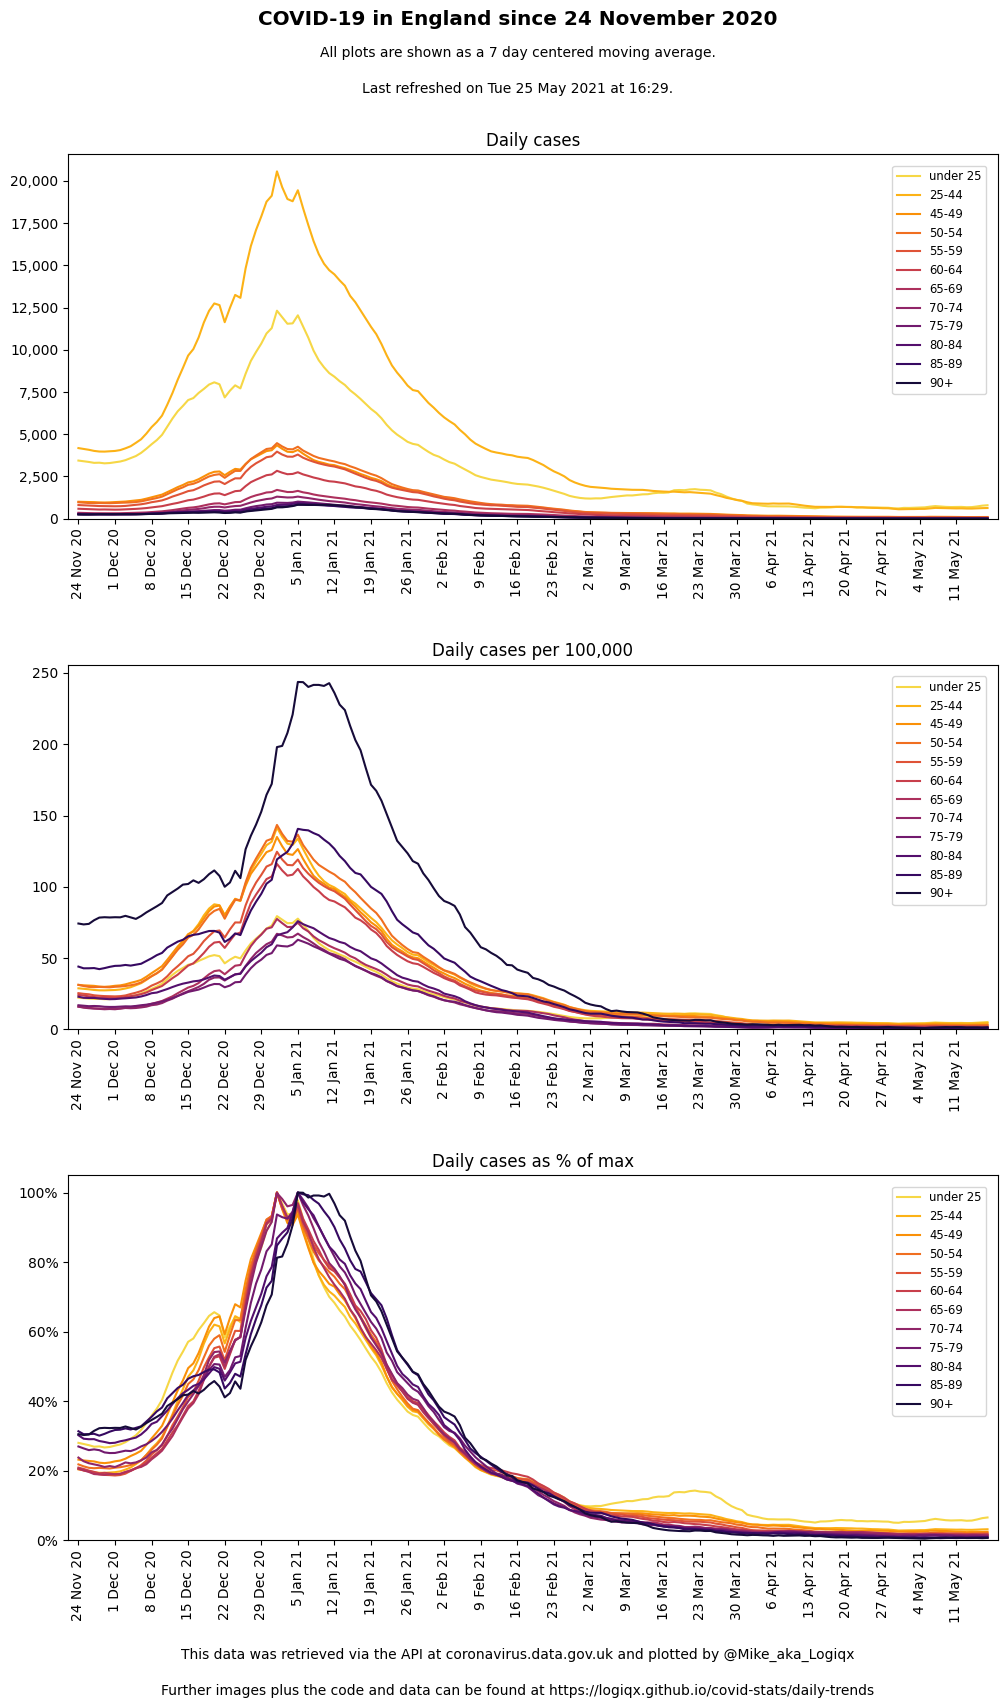 COVID-19 in England since 24 November 2020
All plots are shown as a 7 day centered moving average.
Last refreshed on Tue 25 May 2021 at 16:29.
Daily cases
20,000
17,500
15,000
12,500
10,000
7,500
5,000
2,500
0
under 25
25-44
45-49
50-54
55-59
60-64
65-69
70-74
75-79
80-84
85-89
90+
24 Nov 20
1 Dec 20
8 Dec 20
15 Dec 20
22 Dec 20
29 Dec 20
5 Jan 21
12 Jan 21
19 Jan 21
26 Jan 21
2 Feb 21
9 Feb 21
16 Feb 21
23 Feb 21
2 Mar 21
9 Mar 21
16 Mar 21
23 Mar 21
30 Mar 21
6 Apr 21
13 Apr 21
20 Apr 21
27 Apr 21
4 May 21
11 May 21
Daily cases per 100,000
250
200
150
100
50
0
under 25
25-44
45-49
50-54
55-59
60-64
65-69
70-74
75-79
80-84
85-89
90+
24 Nov 20
1 Dec 20
8 Dec 20
15 Dec 20
22 Dec 20
29 Dec 20
5 Jan 21
12 Jan 21
19 Jan 21
26 Jan 21
2 Feb 21
9 Feb 21
16 Feb 21
23 Feb 21
2 Mar 21
9 Mar 21
16 Mar 21
23 Mar 21
30 Mar 21
6 Apr 21
13 Apr 21
20 Apr 21
27 Apr 21
4 May 21
11 May 21
Daily cases as % of max
100%
80%
60%
40%
20%
0%
under 25
25-44
45-49
50-54
55-59
60-64
65-69
70-74
75-79
80-84
85-89
90+
24 Nov 20
1 Dec 20
8 Dec 20
15 Dec 20
22 Dec 20
29 Dec 20
5 Jan 21
12 Jan 21
19 Jan 21
26 Jan 21
2 Feb 21
9 Feb 21
16 Feb 21
23 Feb 21
2 Mar 21
9 Mar 21
16 Mar 21
23 Mar 21
30 Mar 21
6 Apr 21
13 Apr 21
20 Apr 21
27 Apr 21
4 May 21
11 May 21
This data was retrieved via the API at coronavirus.data.gov.uk and plotted by @Mike_aka_Logiqx
Further images plus the code and data can be found at https://logiqx.github.io/covid-stats/daily-trends